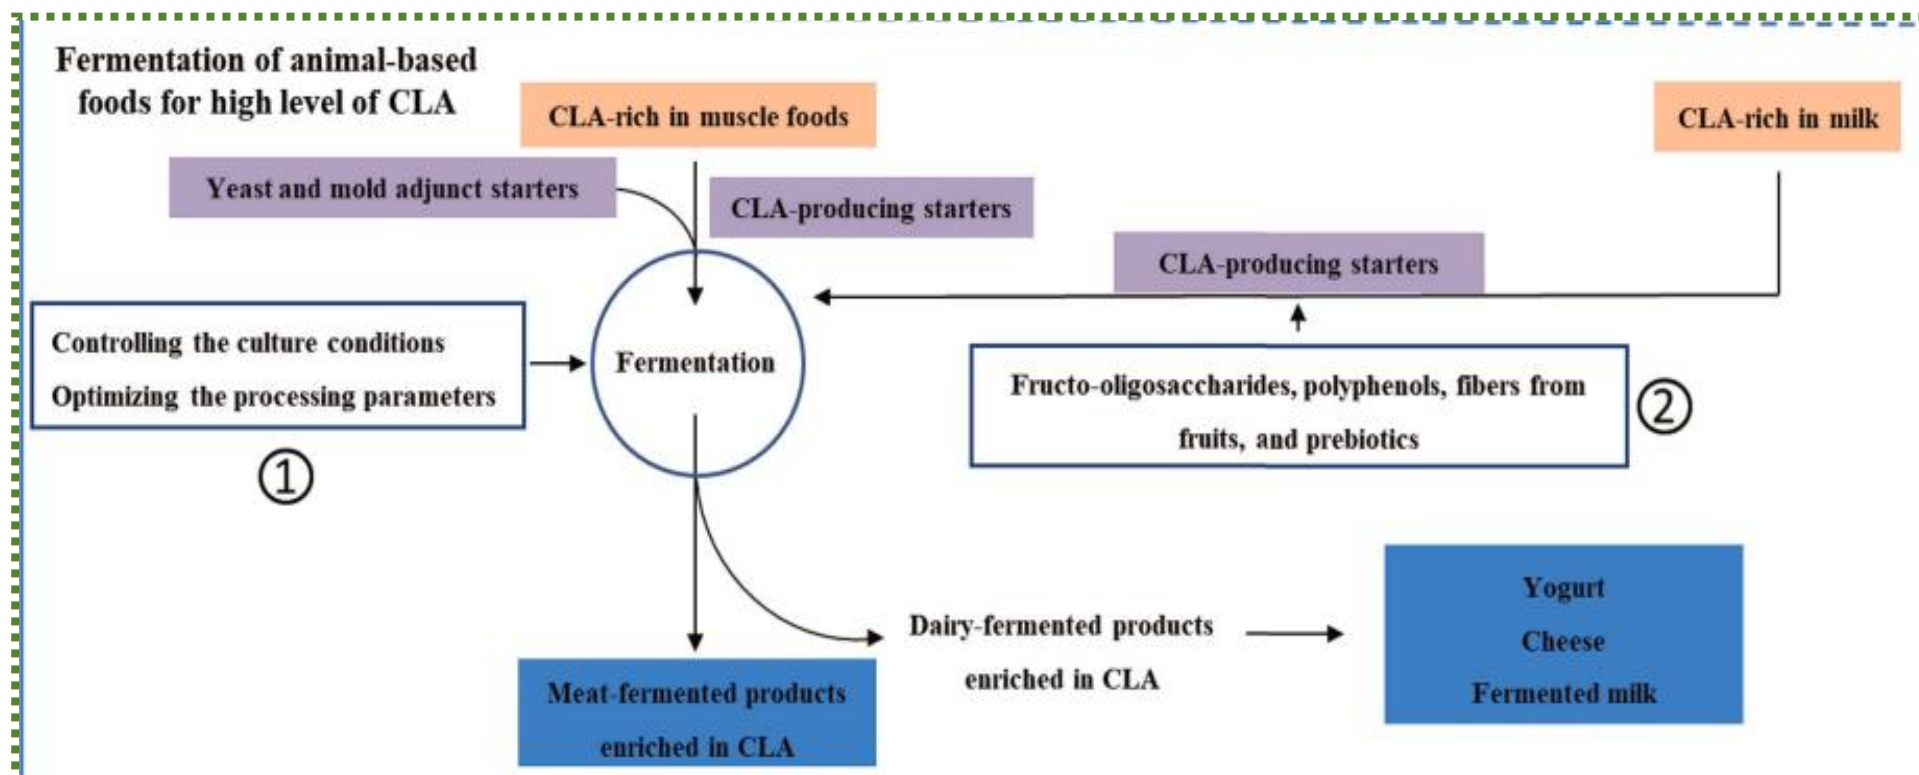 Fermentation of animal-based
foods for high level of CLA
CLA-rich in muscle foods
CLA-rich in milk
Yeast and mold adjunct starters
CLA-producing starters
CLA-producing starters
Controlling the culture conditions
Optimizing the processing parameters
①
Fermentation
Fructo-oligosaccharides, polyphenols, fibers from
fruits, and prebiotics
②
Dairy-fermented products
enriched in CLA
Yogurt
Cheese
Fermented milk
Meat-fermented products
enriched in CLA